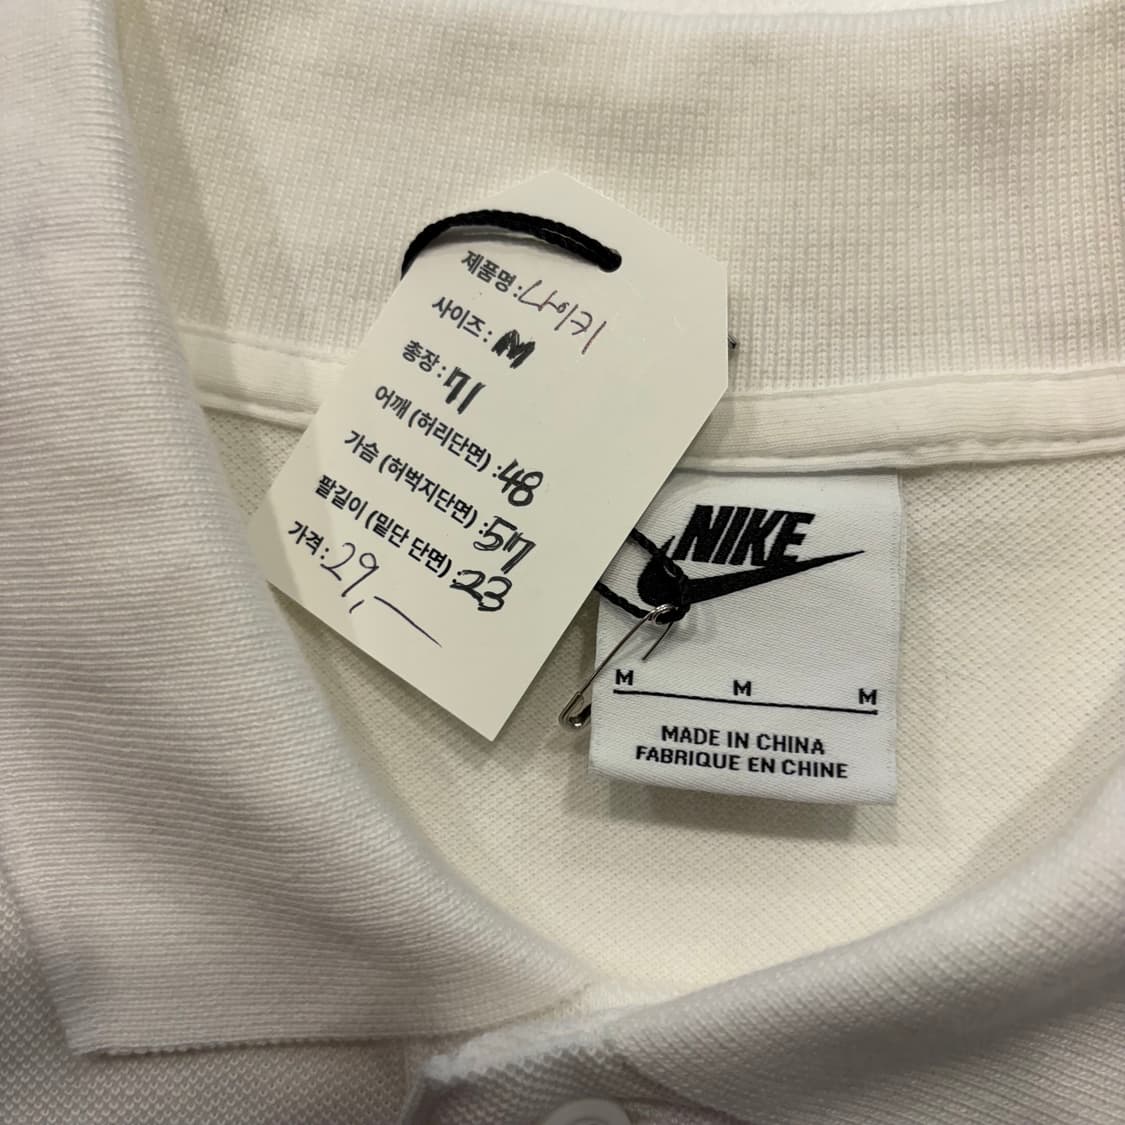 제품명 : 나이키
사이즈 : M
총장 : 71
어깨 (허리단면) : 48
가슴 (허벅지단면) : 57
팔길이 (밑단 단면) : 23
가격 : 29,—
NIKE
M M M
MADE IN CHINA
FABRIQUE EN CHINE